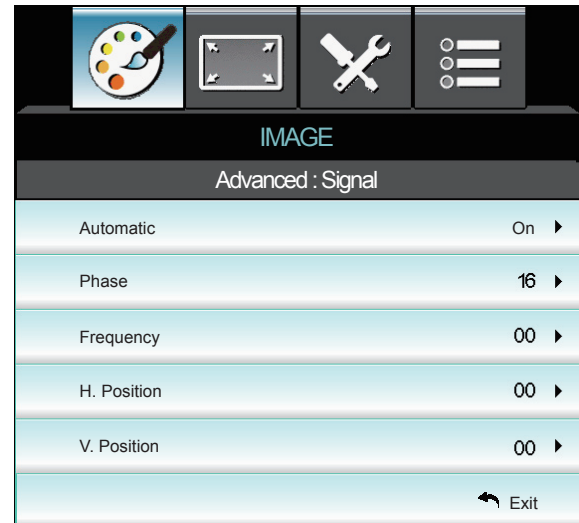 IMAGE
Advanced : Signal
Automatic On
Phase 16
Frequency 00
H. Position 00
V. Position 00
Exit